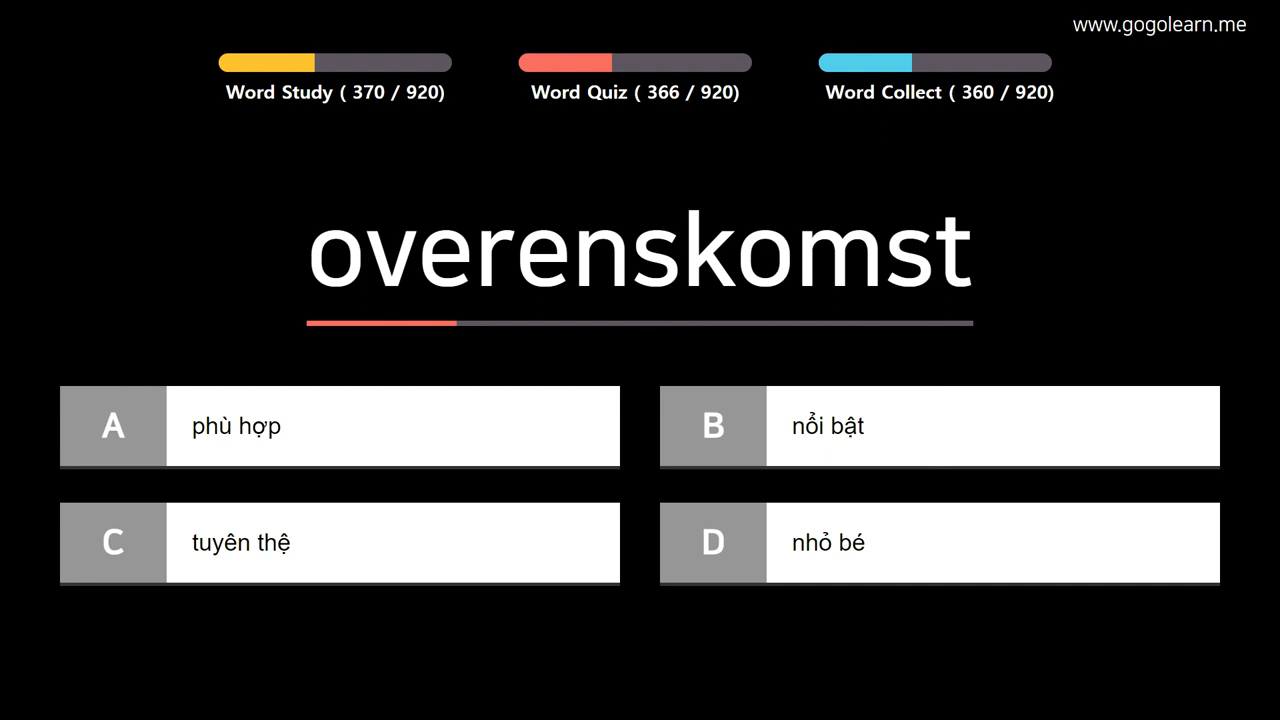 www.gogolearn.me
Word Study ( 370 / 920)
Word Quiz ( 366 / 920)
Word Collect ( 360 / 920)
overenskomst
A phù hợp
B nổi bật
C tuyên thệ
D nhỏ bé